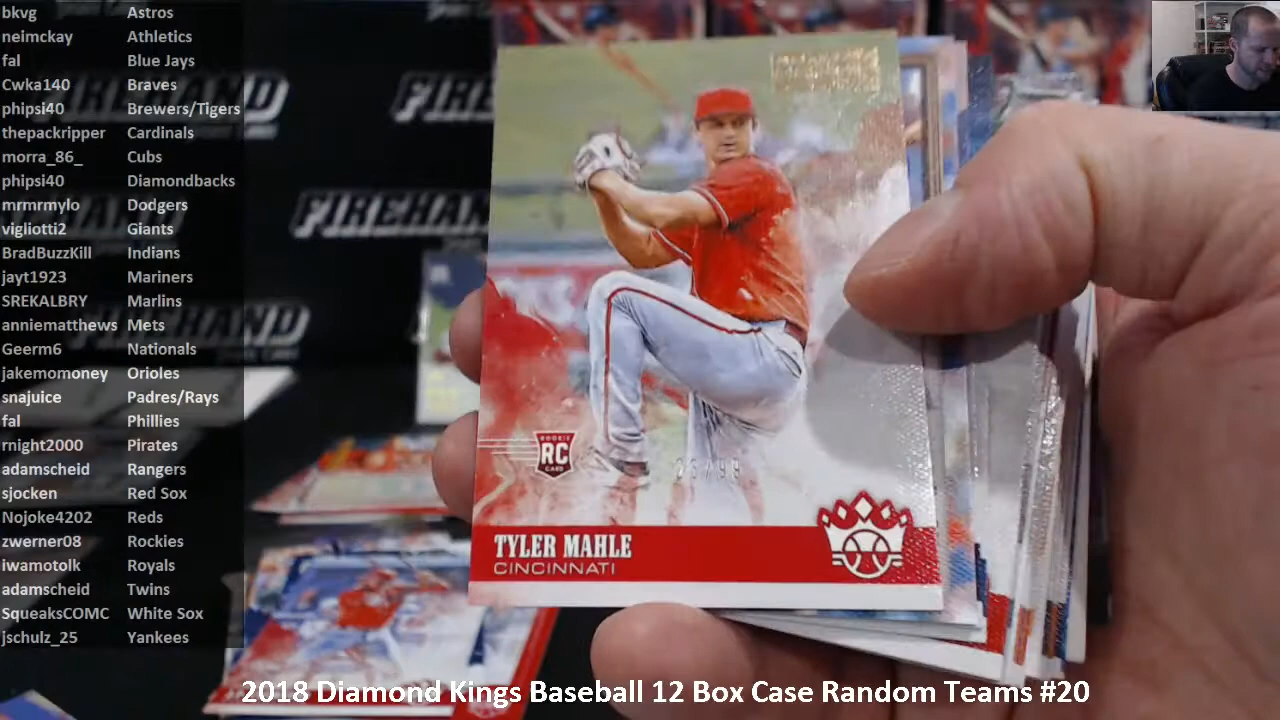 bkvg Astros
neimckay Athletics
fal Blue Jays
Cwka140 Braves
phipsi40 Brewers/Tigers
thepackripper Cardinals
morra_86_ Cubs
phipsi40 Diamondbacks
mrmrmylo Dodgers
vigliotti2 Giants
BradBuzzKill Indians
jayt1923 Mariners
SREKALBRY Marlins
anniematthews Mets
Geerm6 Nationals
jakemomoney Orioles
snajuice Padres/Rays
fal Phillies
rnight2000 Pirates
adamscheid Rangers
sjocken Red Sox
Nojoke4202 Reds
zwerner08 Rockies
iwamotolk Royals
adamscheid Twins
SqueaksCOMC White Sox
jschulz_25 Yankees
FIREHAND
FIREHAND
ROOKIE
RC
CARD
TYLER MAHLE
CINCINNATI
2018 Diamond Kings Baseball 12 Box Case Random Teams #20